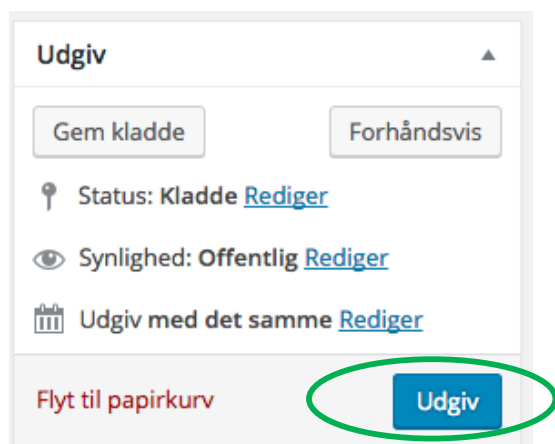 Udgiv
Gem kladde Forhåndsvis
Status: Kladde Rediger
Synlighed: Offentlig Rediger
Udgiv med det samme Rediger
Flyt til papirkurv Udgiv